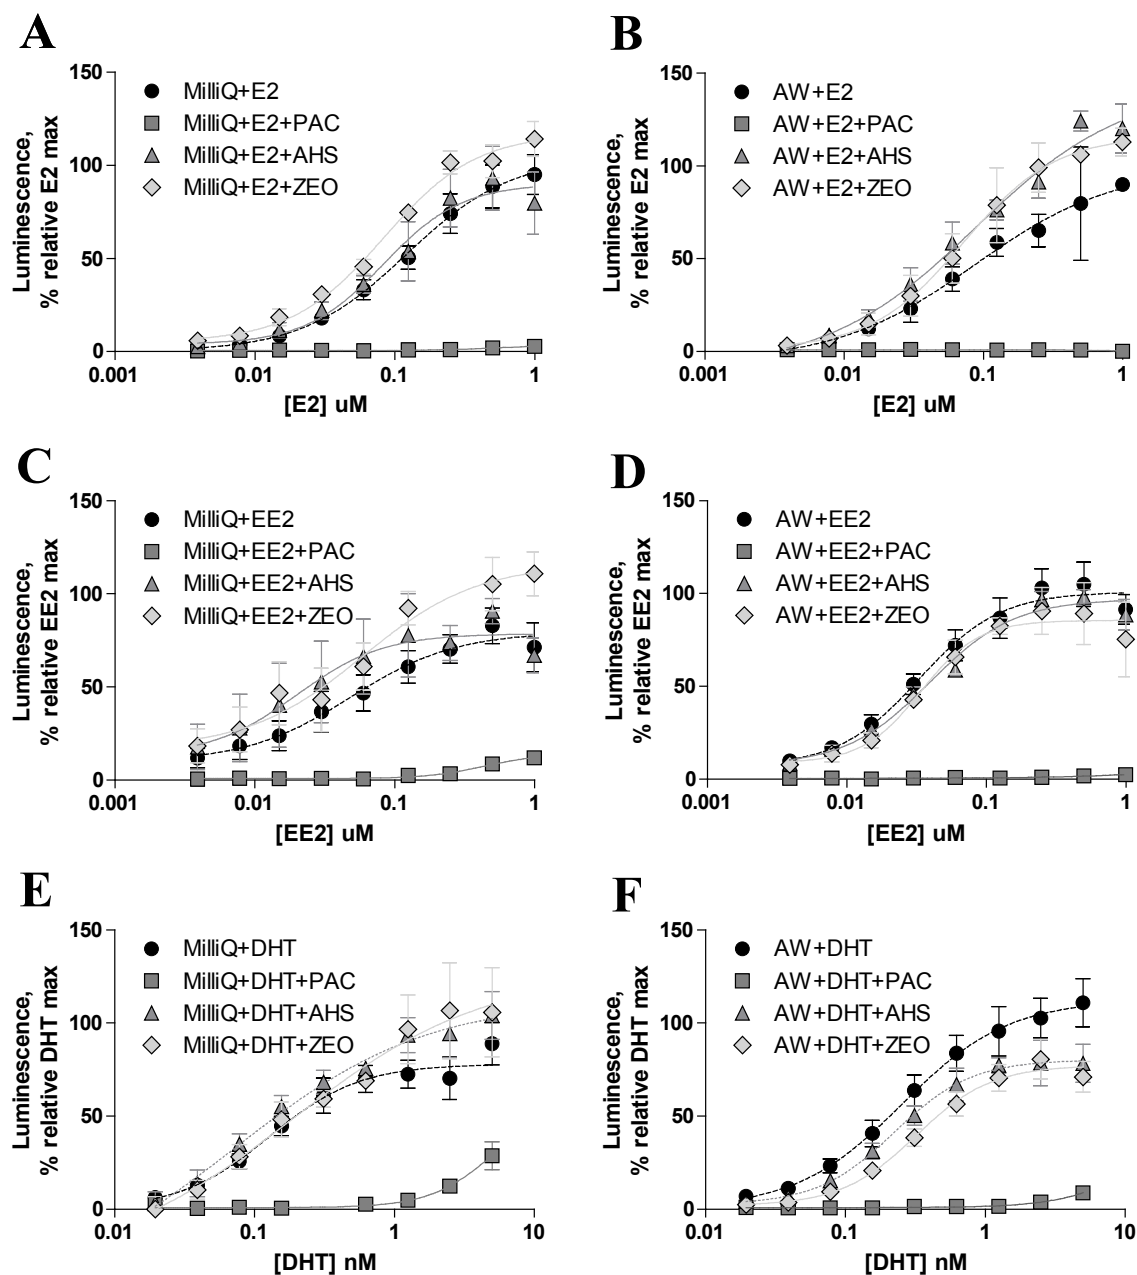 A
150
100
50
0
Luminescence,
% relative E2 max
MilliQ+E2
MilliQ+E2+PAC
MilliQ+E2+AHS
MilliQ+E2+ZEO
0.001
0.01
0.1
1
[E2] uM
B
150
100
50
0
Luminescence,
% relative E2 max
AW+E2
AW+E2+PAC
AW+E2+AHS
AW+E2+ZEO
0.001
0.01
0.1
1
[E2] uM
C
150
100
50
0
Luminescence,
% relative EE2 max
MilliQ+EE2
MilliQ+EE2+PAC
MilliQ+EE2+AHS
MilliQ+EE2+ZEO
0.001
0.01
0.1
1
[EE2] uM
D
150
100
50
0
Luminescence,
% relative EE2 max
AW+EE2
AW+EE2+PAC
AW+EE2+AHS
AW+EE2+ZEO
0.001
0.01
0.1
1
[EE2] uM
E
150
100
50
0
Luminescence,
% relative DHT max
MilliQ+DHT
MilliQ+DHT+PAC
MilliQ+DHT+AHS
MilliQ+DHT+ZEO
0.01
0.1
1
10
[DHT] nM
F
150
100
50
0
Luminescence,
% relative DHT max
AW+DHT
AW+DHT+PAC
AW+DHT+AHS
AW+DHT+ZEO
0.01
0.1
1
10
[DHT] nM